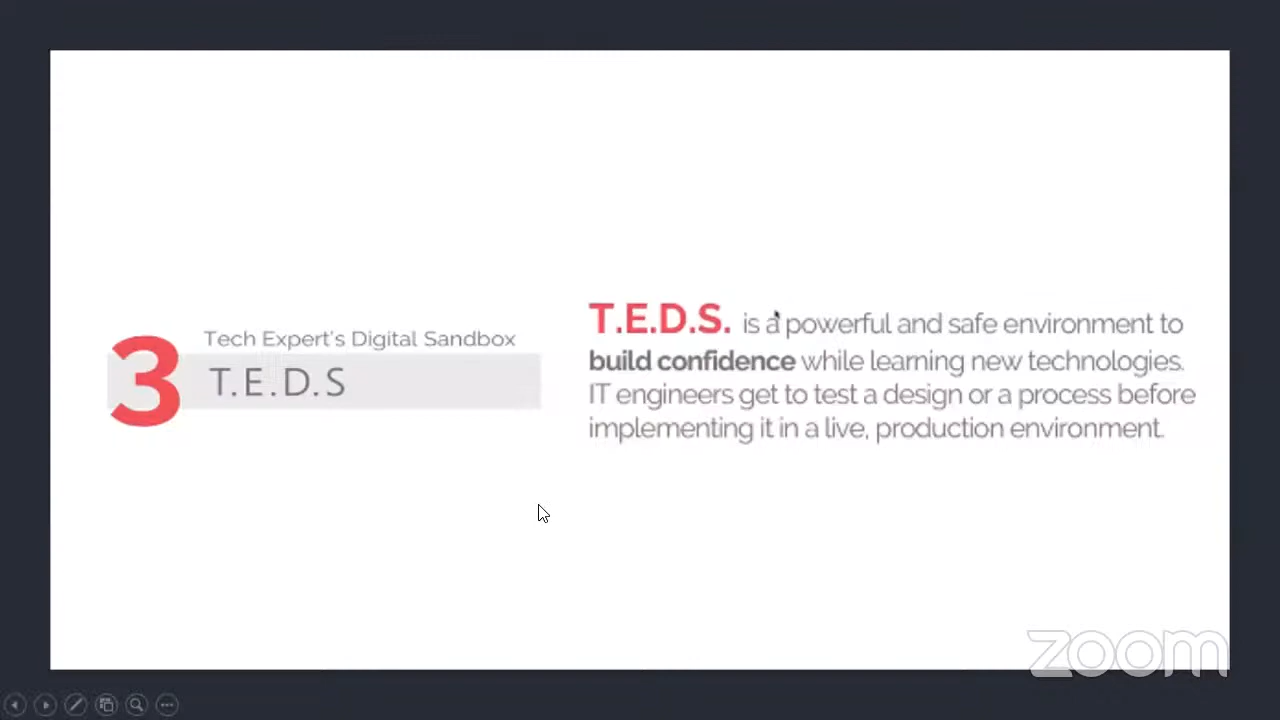 3
Tech Expert's Digital Sandbox
T.E.D.S
T.E.D.S. is a powerful and safe environment to
build confidence while learning new technologies.
IT engineers get to test a design or a process before
implementing it in a live, production environment.
zoom